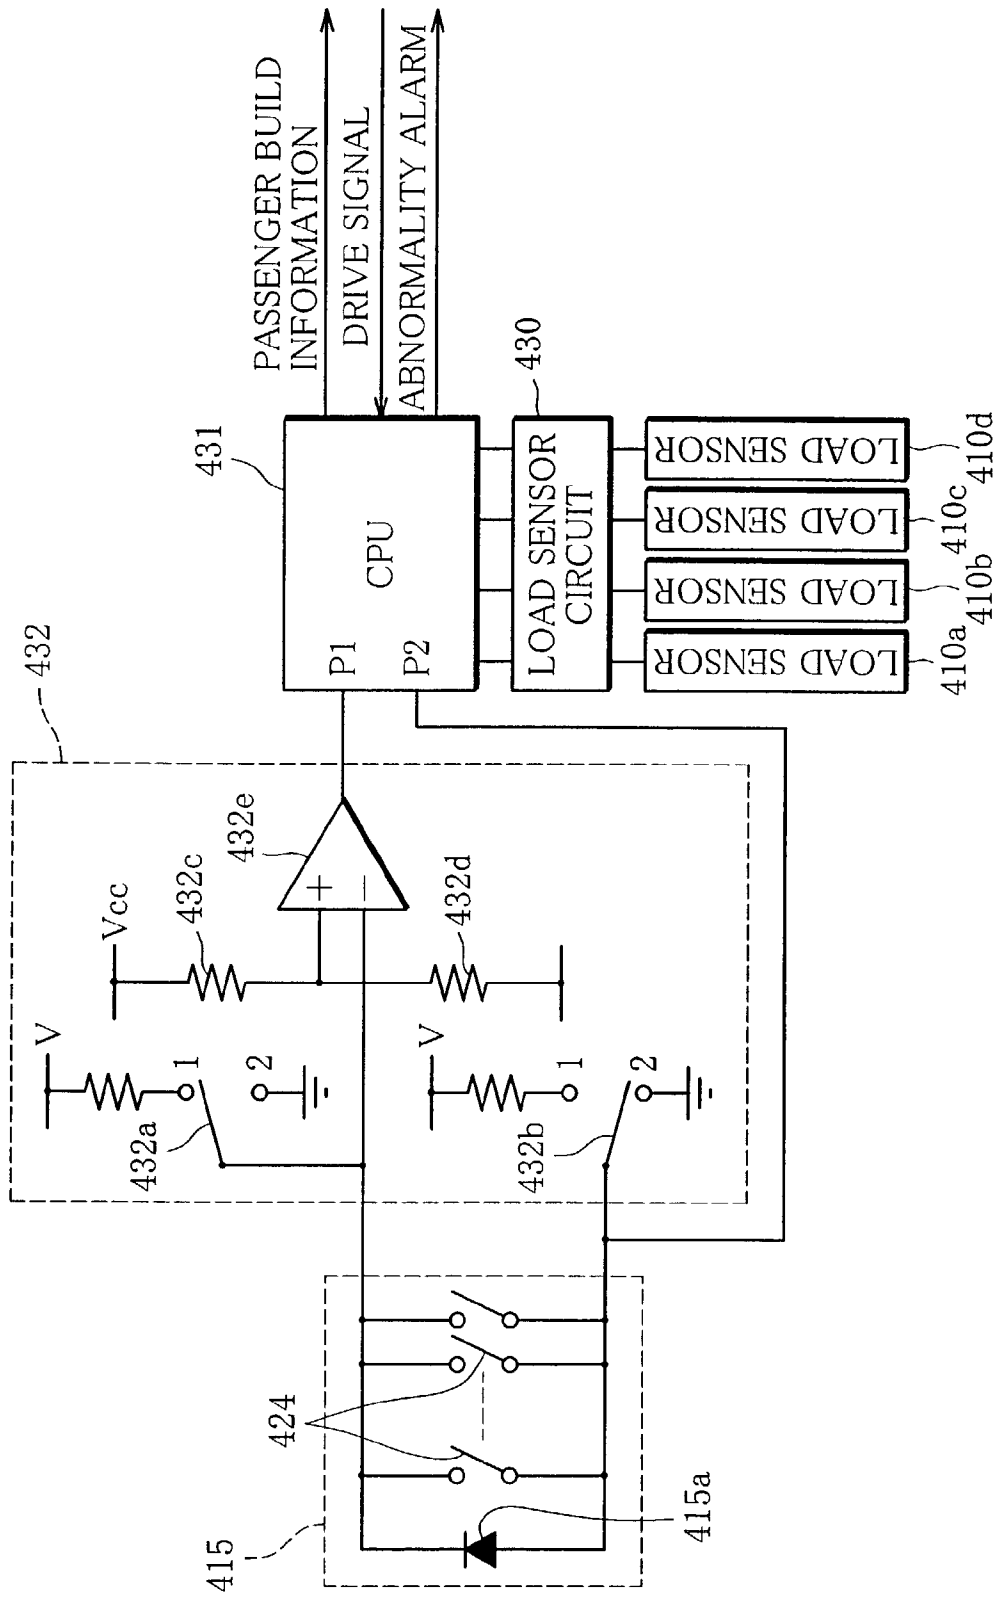 PASSENGER BUILD
INFORMATION
DRIVE SIGNAL
ABNORMALITY ALARM
431
CPU
P1
P2
430
LOAD SENSOR
CIRCUIT
LOAD SENSOR
LOAD SENSOR
LOAD SENSOR
LOAD SENSOR
410a
410b
410c
410d
432
432e
+
−
Vcc
432c
432d
V
1
2
432a
V
1
2
432b
415
424
415a